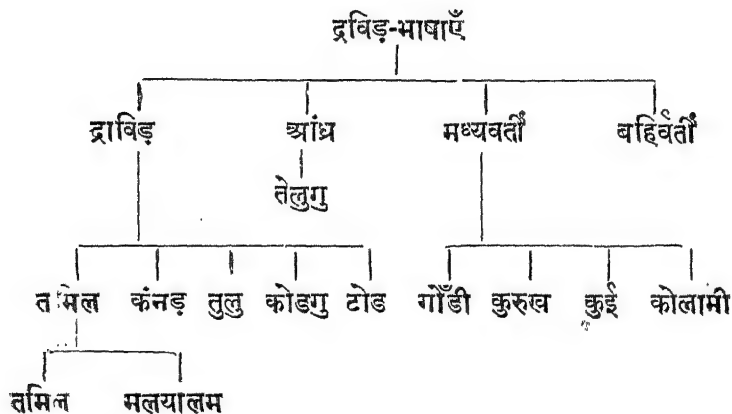 द्रविड़-भाषाएँ
द्राविड़ आंध्र मध्यवर्ती बहिर्वर्ती
तेलुगु
तमिल कंनड़ तुलु कोडगु टोड गोंँडी कुरुख कुई कोलामी
तमिल मलयालम